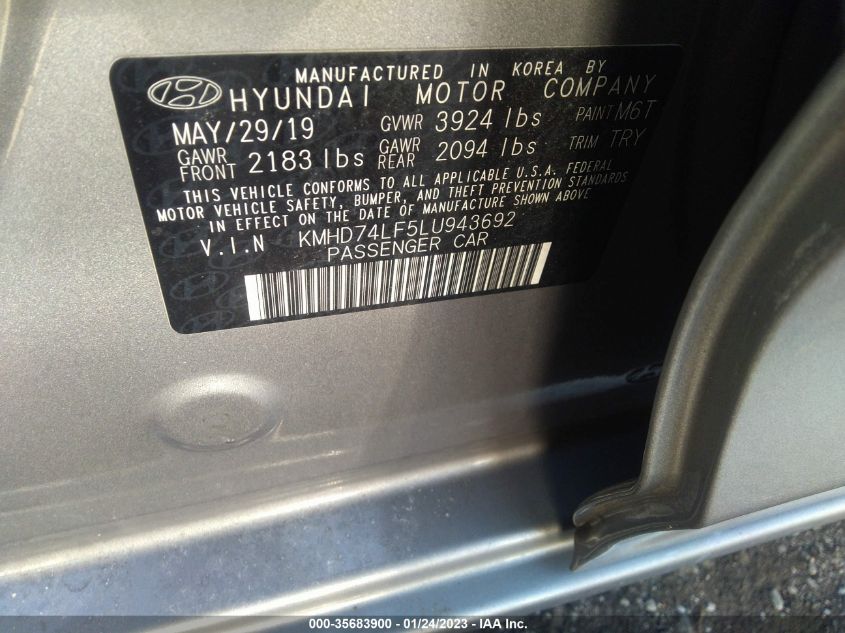 MANUFACTURED IN KOREA BY
HYUNDAI MOTOR COMPANY
MAY/29/19 GVWR 3924 lbs PAINT M6T
GAWR FRONT 2183 lbs GAWR REAR 2094 lbs TRIM TRY
THIS VEHICLE CONFORMS TO ALL APPLICABLE U.S.A. FEDERAL
MOTOR VEHICLE SAFETY, BUMPER, AND THEFT PREVENTION STANDARDS
IN EFFECT ON THE DATE OF MANUFACTURE SHOWN ABOVE
V.I.N KMHD74LF5LU943692
PASSENGER CAR
000-35683900 - 01/24/2023 - IAA Inc.